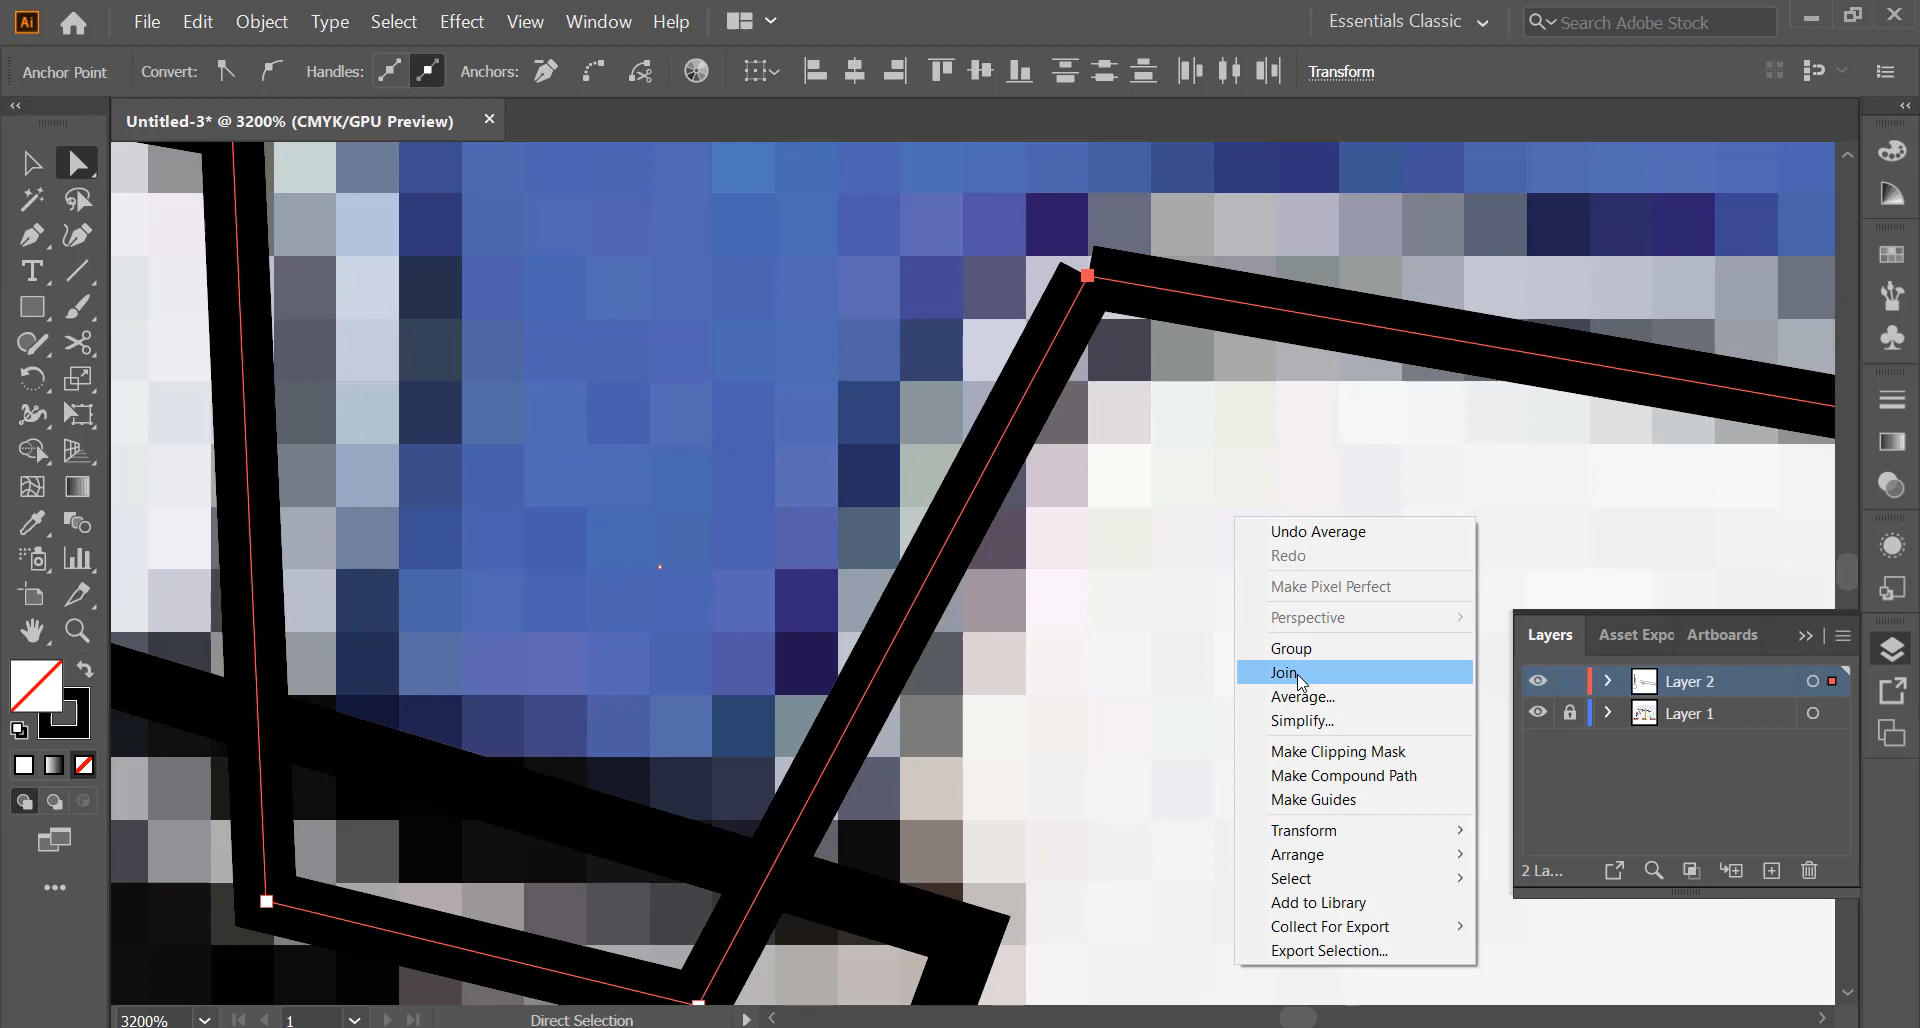 Ai File Edit Object Type Select Effect View Window Help Essentials Classic Search Adobe Stock
Anchor Point Convert: Handles: Anchors: Transform
Untitled-3* @ 3200% (CMYK/GPU Preview)
Undo Average
Redo
Make Pixel Perfect
Perspective
Group
Join
Average...
Simplify...
Make Clipping Mask
Make Compound Path
Make Guides
Transform
Arrange
Select
Add to Library
Collect For Export
Export Selection...
Layers Asset Expo Artboards
Layer 2
Layer 1
2 La...
3200% 1 Direct Selection